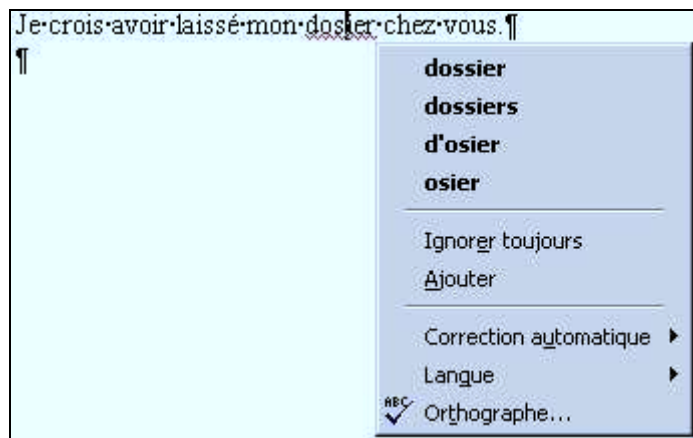 Je·crois·avoir·laissé·mon·dosier·chez·vous.¶
¶
dossier
dossiers
d'osier
osier
Ignorer toujours
Ajouter
Correction automatique
Langue
ABC Orthographe...